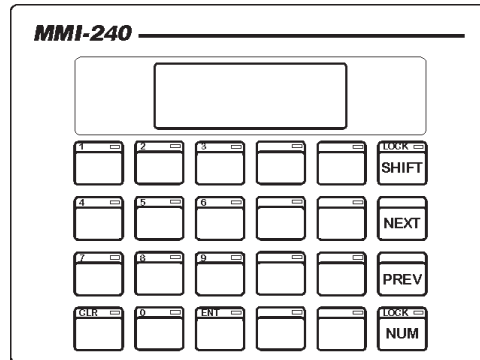 MMI-240
1 2 3 LOCK
SHIFT
4 5 6
NEXT
7 8 9
PREV
CLR 0 ENT LOCK
NUM